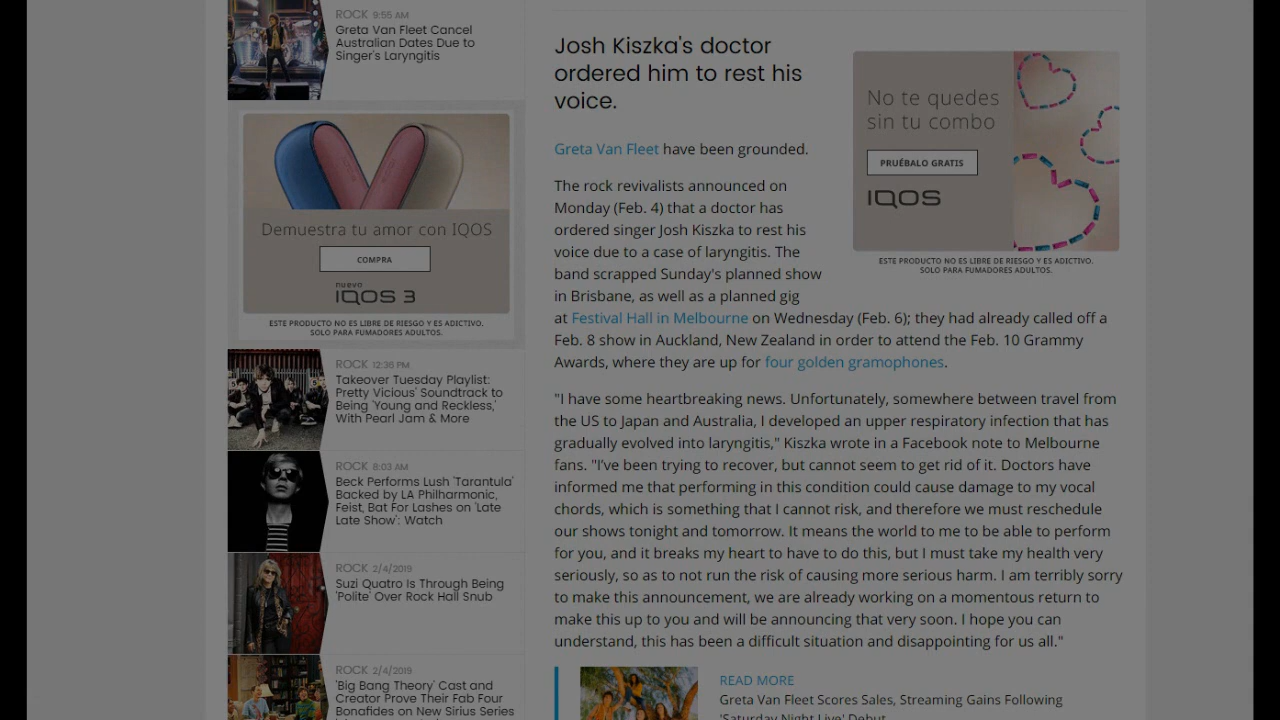 ROCK 9:56 AM
Greta Van Fleet Cancel
Australian Dates Due to
Singer's Laryngitis
Demuestra tu amor con IQOS
COMPRA
nuevo
IQOS 3
ESTE PRODUCTO NO ES LIBRE DE RIESGO Y ES ADICTIVO.
SOLO PARA FUMADORES ADULTOS.
ROCK 12:36 PM
Takeover Tuesday Playlist:
Pretty Vicious' Soundtrack to
Being 'Young and Reckless,'
With Pearl Jam & More
ROCK 8:03 AM
Beck Performs Lush 'Tarantula'
Backed by LA Philharmonic,
Feist, Bat For Lashes on 'Late
Late Show': Watch
ROCK 2/4/2019
Suzi Quatro Is Through Being
'Polite' Over Rock Hall Snub
ROCK 2/4/2019
'Big Bang Theory' Cast and
Creator Prove Their Fab Four
Bonafides on New Sirius Series
Josh Kiszka's doctor
ordered him to rest his
voice.
No te quedes
sin tu combo
PRUÉBALO GRATIS
IQOS
ESTE PRODUCTO NO ES LIBRE DE RIESGO Y ES ADICTIVO.
SOLO PARA FUMADORES ADULTOS.
Greta Van Fleet have been grounded.
The rock revivalists announced on
Monday (Feb. 4) that a doctor has
ordered singer Josh Kiszka to rest his
voice due to a case of laryngitis. The
band scrapped Sunday's planned show
in Brisbane, as well as a planned gig
at Festival Hall in Melbourne on Wednesday (Feb. 6); they had already called off a
Feb. 8 show in Auckland, New Zealand in order to attend the Feb. 10 Grammy
Awards, where they are up for four golden gramophones.
"I have some heartbreaking news. Unfortunately, somewhere between travel from
the US to Japan and Australia, I developed an upper respiratory infection that has
gradually evolved into laryngitis," Kiszka wrote in a Facebook note to Melbourne
fans. "I've been trying to recover, but cannot seem to get rid of it. Doctors have
informed me that performing in this condition could cause damage to my vocal
chords, which is something that I cannot risk, and therefore we must reschedule
our shows tonight and tomorrow. It means the world to me to be able to perform
for you, and it breaks my heart to have to do this, but I must take my health very
seriously, so as to not run the risk of causing more serious harm. I am terribly sorry
to make this announcement, we are already working on a momentous return to
make this up to you and will be announcing that very soon. I hope you can
understand, this has been a difficult situation and disappointing for us all."
READ MORE
Greta Van Fleet Scores Sales, Streaming Gains Following
'Saturday Night Live' Debut